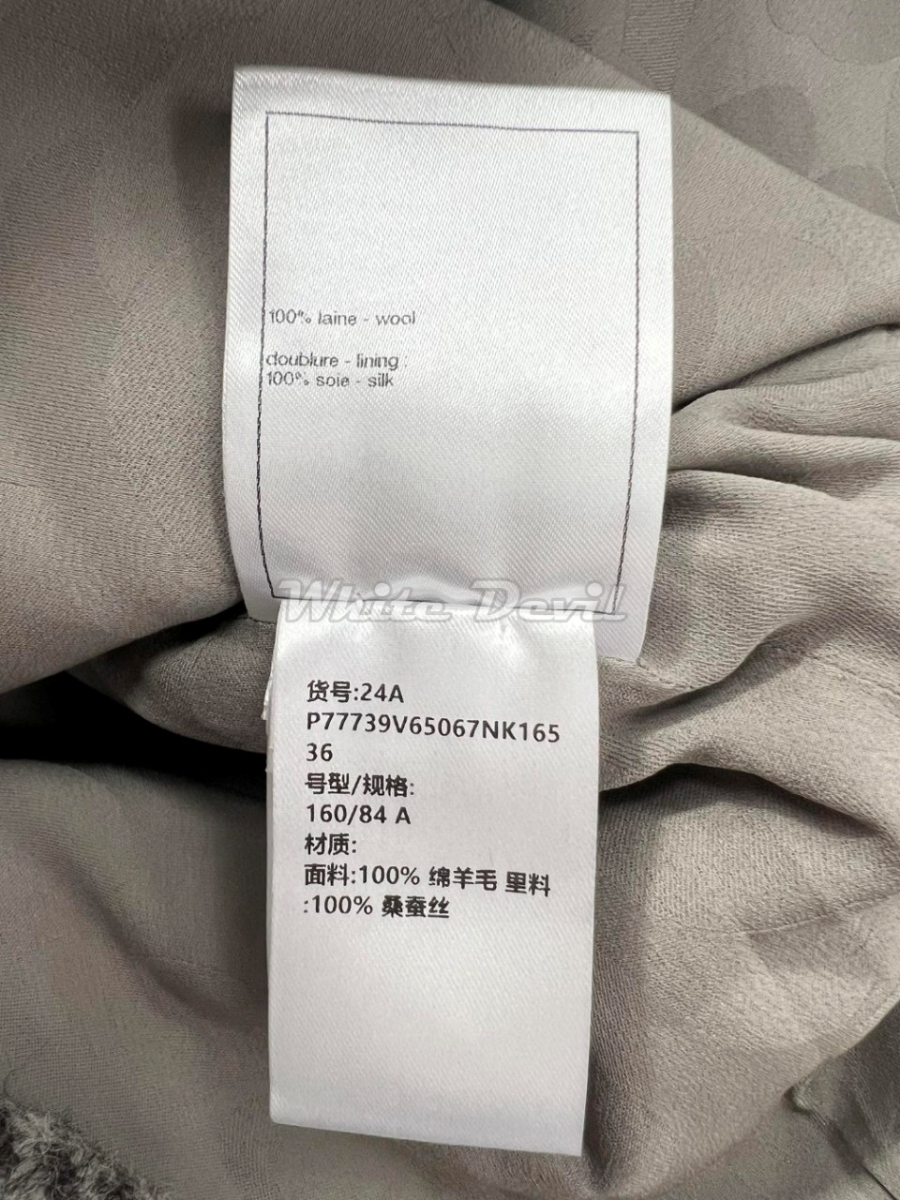 100% laine - wool
doublure - lining :
100% soie - silk
White Devil
货号:24A
P77739V65067NK165
36
号型/规格:
160/84 A
材质:
面料:100% 绵羊毛 里料
:100% 桑蚕丝